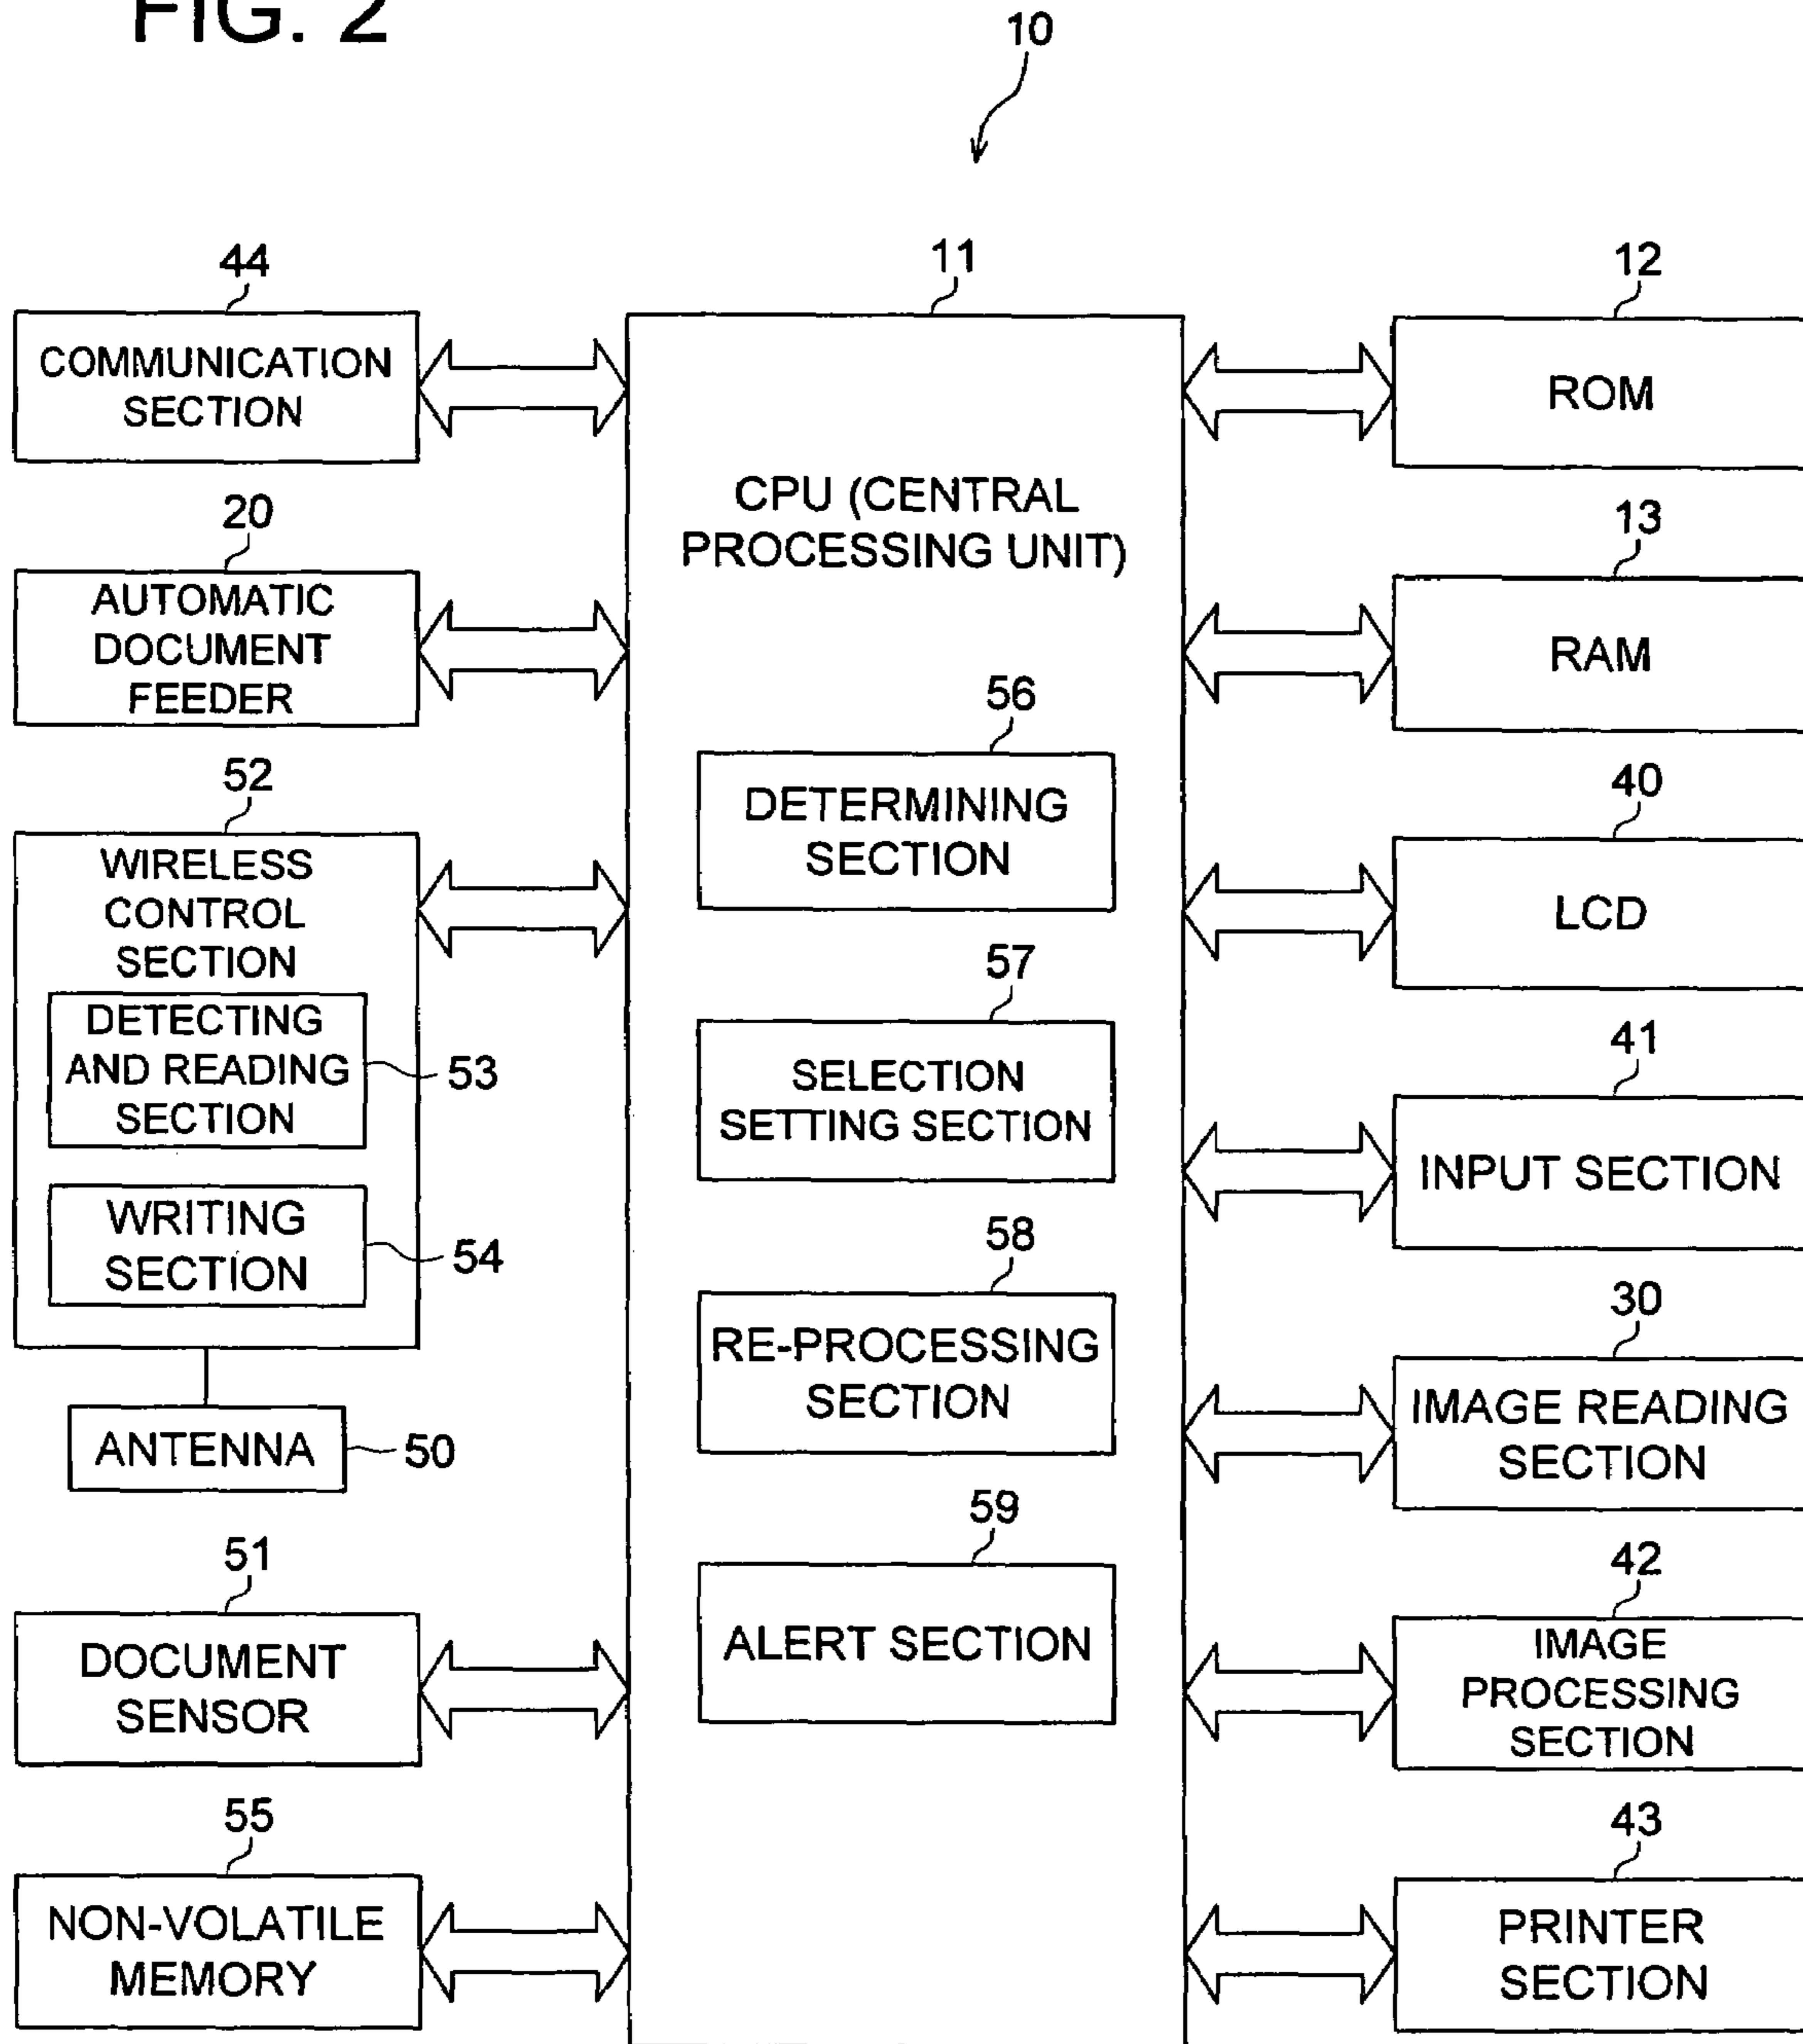 FIG. 2
10
44
COMMUNICATION
SECTION
20
AUTOMATIC
DOCUMENT
FEEDER
52
WIRELESS
CONTROL
SECTION
DETECTING
AND READING
SECTION
53
WRITING
SECTION
54
ANTENNA
50
51
DOCUMENT
SENSOR
55
NON-VOLATILE
MEMORY
11
CPU (CENTRAL
PROCESSING UNIT)
56
DETERMINING
SECTION
57
SELECTION
SETTING SECTION
58
RE-PROCESSING
SECTION
59
ALERT SECTION
12
ROM
13
RAM
40
LCD
41
INPUT SECTION
30
IMAGE READING
SECTION
42
IMAGE
PROCESSING
SECTION
43
PRINTER
SECTION